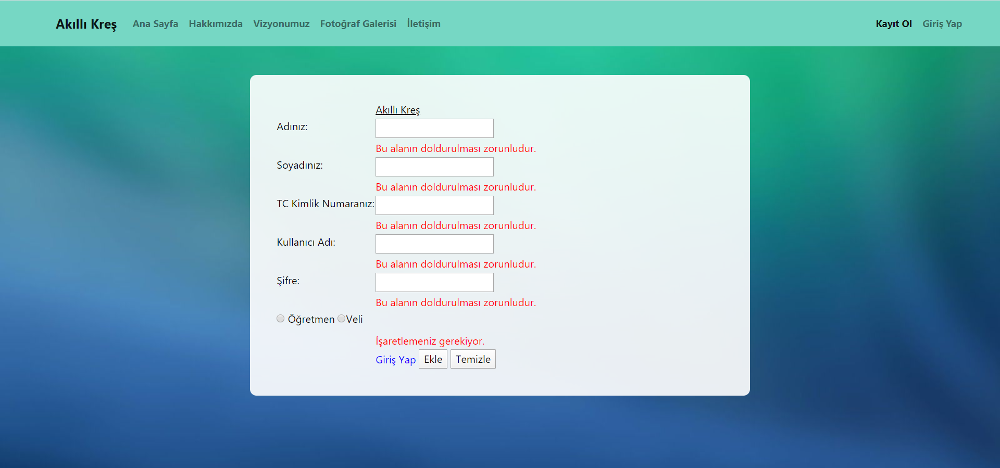 Akıllı Kreş Ana Sayfa Hakkımızda Vizyonumuz Fotoğraf Galerisi İletişim Kayıt Ol Giriş Yap
Akıllı Kreş
Adınız:
Bu alanın doldurulması zorunludur.
Soyadınız:
Bu alanın doldurulması zorunludur.
TC Kimlik Numaranız:
Bu alanın doldurulması zorunludur.
Kullanıcı Adı:
Bu alanın doldurulması zorunludur.
Şifre:
Bu alanın doldurulması zorunludur.
Öğretmen Veli
İşaretlemeniz gerekiyor.
Giriş Yap Ekle Temizle